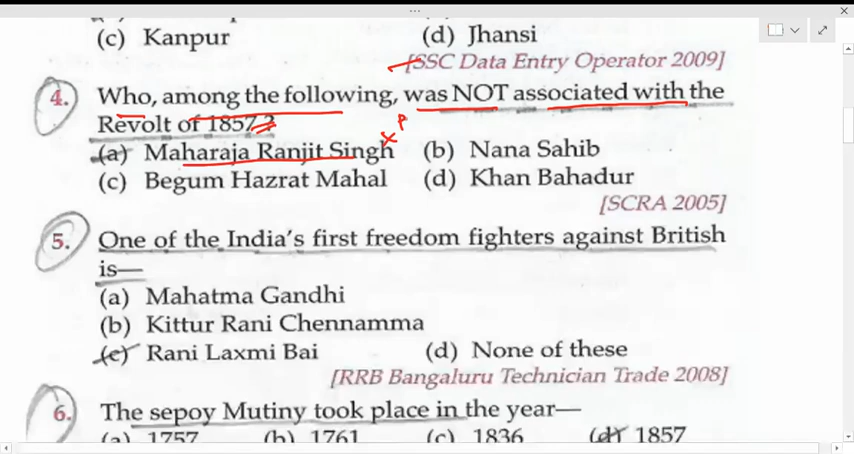 (c) Kanpur (d) Jhansi
[SSC Data Entry Operator 2009]
4. Who, among the following, was NOT associated with the
Revolt of 1857?
(a) Maharaja Ranjit Singh (b) Nana Sahib
(c) Begum Hazrat Mahal (d) Khan Bahadur
[SCRA 2005]
5. One of the India's first freedom fighters against British
is—
(a) Mahatma Gandhi
(b) Kittur Rani Chennamma
(c) Rani Laxmi Bai (d) None of these
[RRB Bangaluru Technician Trade 2008]
6. The sepoy Mutiny took place in the year—
(a) 1757 (b) 1761 (c) 1836 (d) 1857